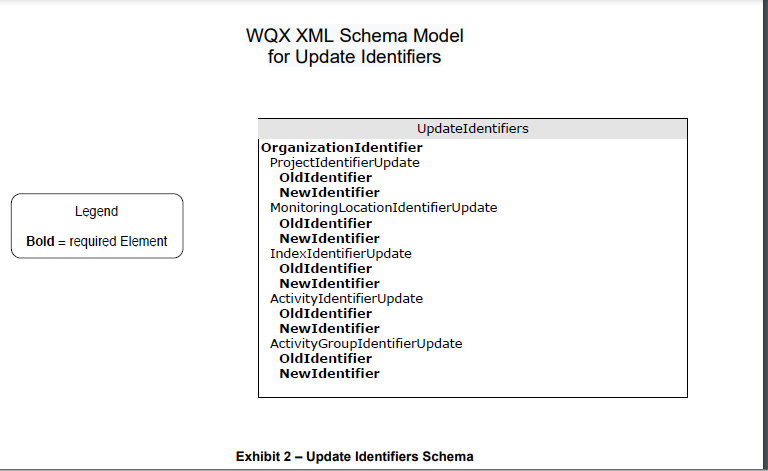 WQX XML Schema Model
for Update Identifiers
UpdateIdentifiers
OrganizationIdentifier
ProjectIdentifierUpdate
OldIdentifier
NewIdentifier
MonitoringLocationIdentifierUpdate
OldIdentifier
NewIdentifier
IndexIdentifierUpdate
OldIdentifier
NewIdentifier
ActivityIdentifierUpdate
OldIdentifier
NewIdentifier
ActivityGroupIdentifierUpdate
OldIdentifier
NewIdentifier
Legend
Bold = required Element
Exhibit 2 – Update Identifiers Schema